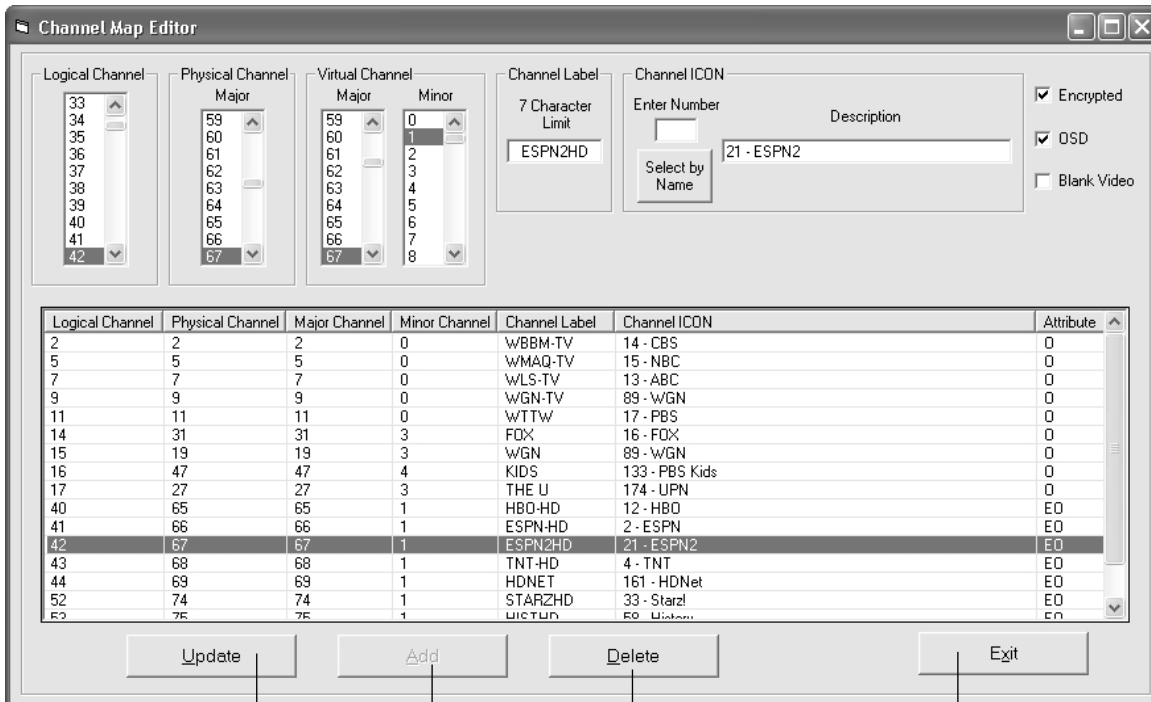 Channel Map Editor
Logical Channel
33
34
35
36
37
38
39
40
41
42
Physical Channel
Major
59
60
61
62
63
64
65
66
67
Virtual Channel
Major
59
60
61
62
63
64
65
66
67
Minor
0
1
2
3
4
5
6
7
8
Channel Label
7 Character
Limit
ESPN2HD
Channel ICON
Enter Number
Select by
Name
Description
21 - ESPN2
Encrypted
OSD
Blank Video
Logical Channel Physical Channel Major Channel Minor Channel Channel Label Channel ICON Attribute
2 2 2 0 WBBM-TV 14 - CBS O
5 5 5 0 WMAQ-TV 15 - NBC O
7 7 7 0 WLS-TV 13 - ABC O
9 9 9 0 WGN-TV 89 - WGN O
11 11 11 0 WTTW 17 - PBS O
14 31 31 3 FOX 16 - FOX O
15 19 19 3 WGN 89 - WGN O
16 47 47 4 KIDS 133 - PBS Kids O
17 27 27 3 THE U 174 - UPN O
40 65 65 1 HBO-HD 12 - HBO EO
41 66 66 1 ESPN-HD 2 - ESPN EO
42 67 67 1 ESPN2HD 21 - ESPN2 EO
43 68 68 1 TNT-HD 4 - TNT EO
44 69 69 1 HDNET 161 - HDNet EO
52 74 74 1 STARZHD 33 - Starz! EO
53 75 75 1 HISTHD History EO
Update Add Delete Exit